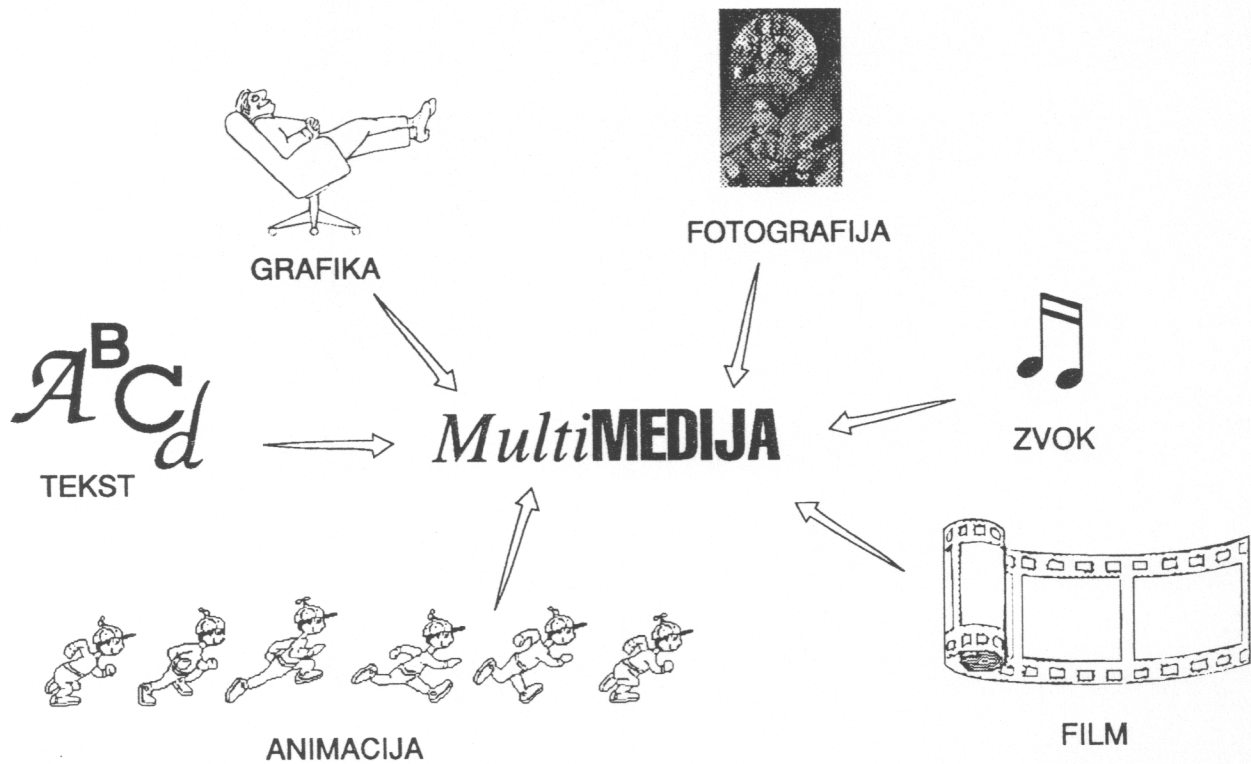 FOTOGRAFIJA
GRAFIKA
ABCd
MultiMEDIJA
ZVOK
TEKST
ANIMACIJA
FILM